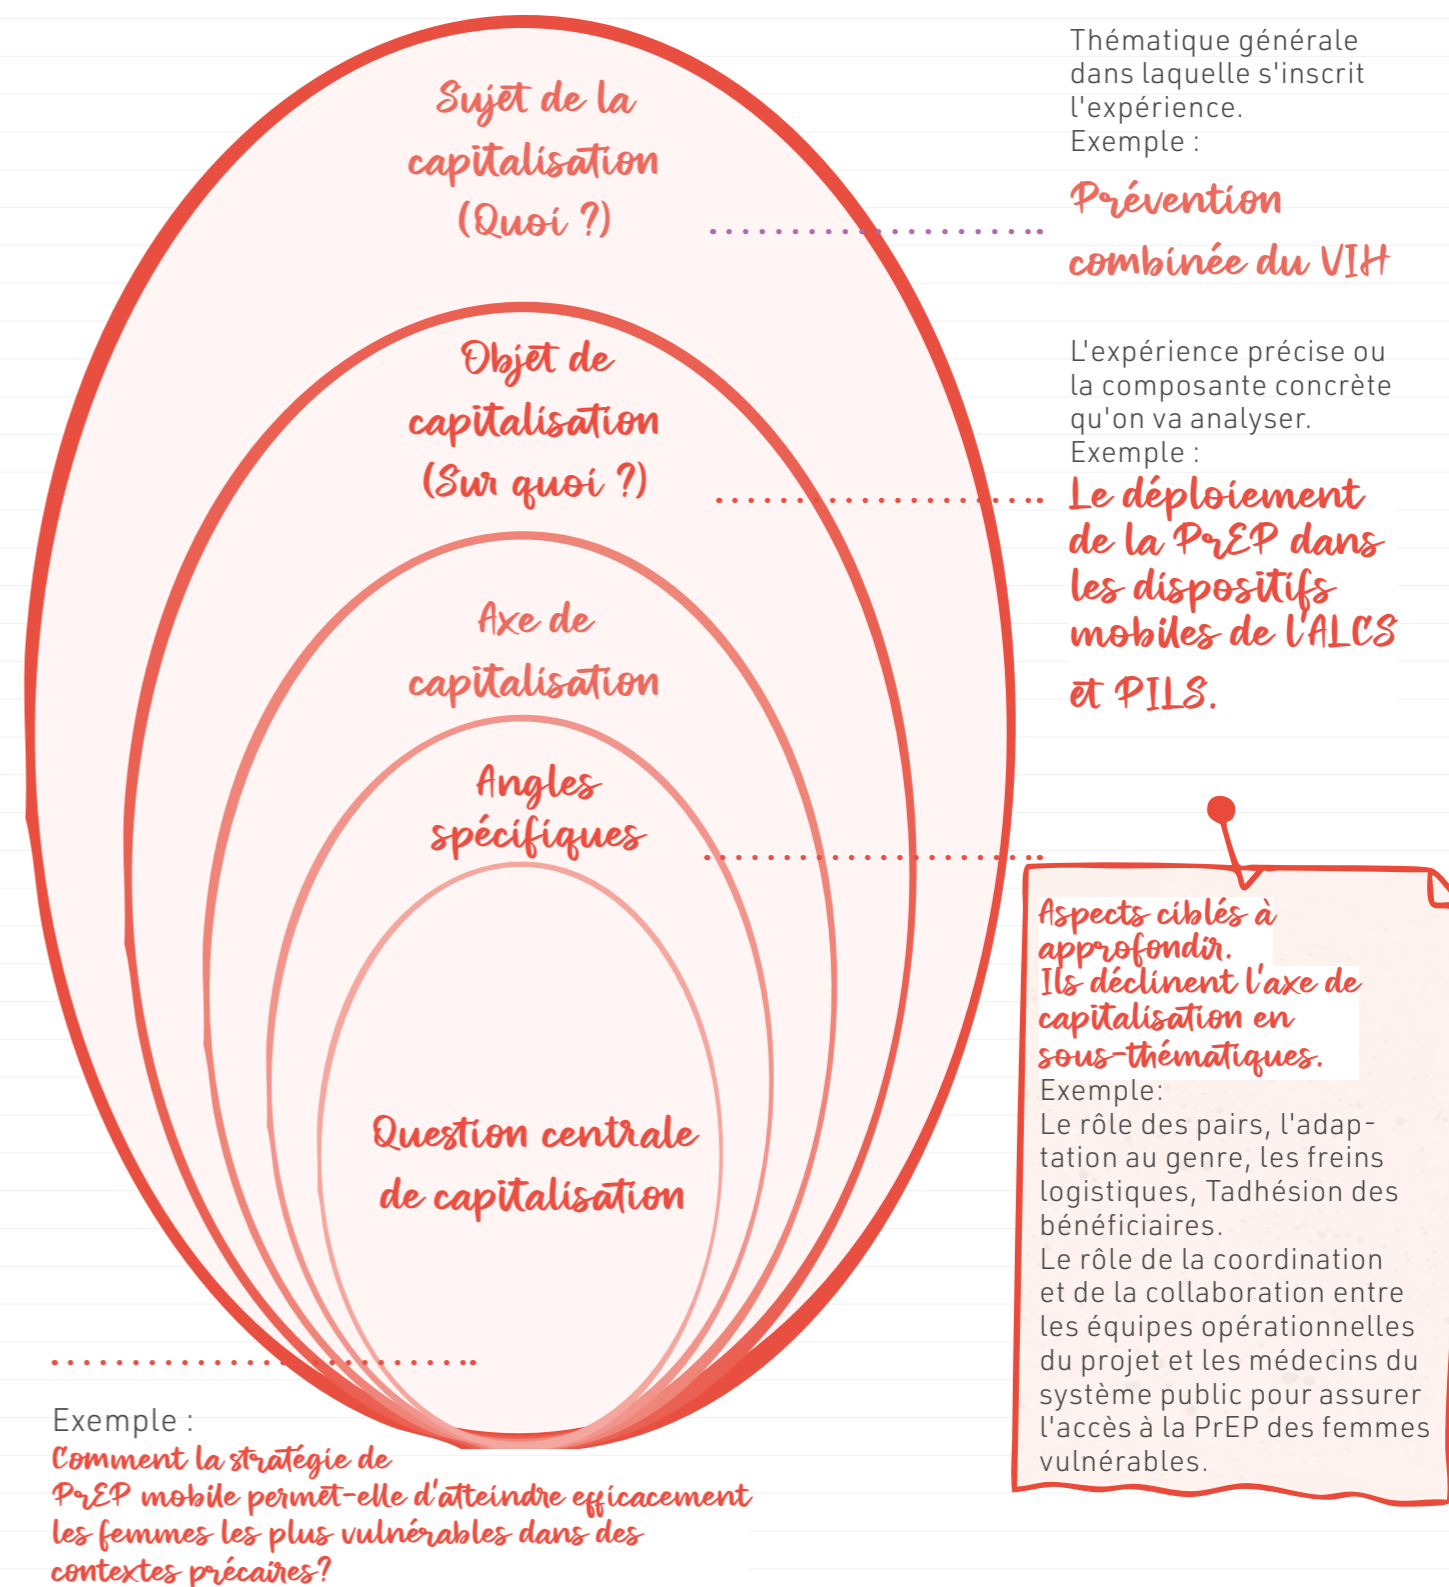 Sujet de la
capitalisation
(Quoi ?)
Thématique générale
dans laquelle s'inscrit
l'expérience.
Exemple :
Prévention
combinée du VIH
Objet de
capitalisation
(Sur quoi ?)
L'expérience précise ou
la composante concrète
qu'on va analyser.
Exemple :
Le déploiement
de la PrEP dans
les dispositifs
mobiles de l'ALCS
et PILS.
Axe de
capitalisation
Angles
spécifiques
Aspects ciblés à
approfondir.
Ils déclinent l'axe de
capitalisation en
sous-thématiques.
Exemple:
Le rôle des pairs, l'adap-
tation au genre, les freins
logistiques, Tadhésion des
bénéficiaires.
Le rôle de la coordination
et de la collaboration entre
les équipes opérationnelles
du projet et les médecins du
système public pour assurer
l'accès à la PrEP des femmes
vulnérables.
Question centrale
de capitalisation
Exemple :
Comment la stratégie de
PrEP mobile permet-elle d'atteindre efficacement
les femmes les plus vulnérables dans des
contextes précaires?